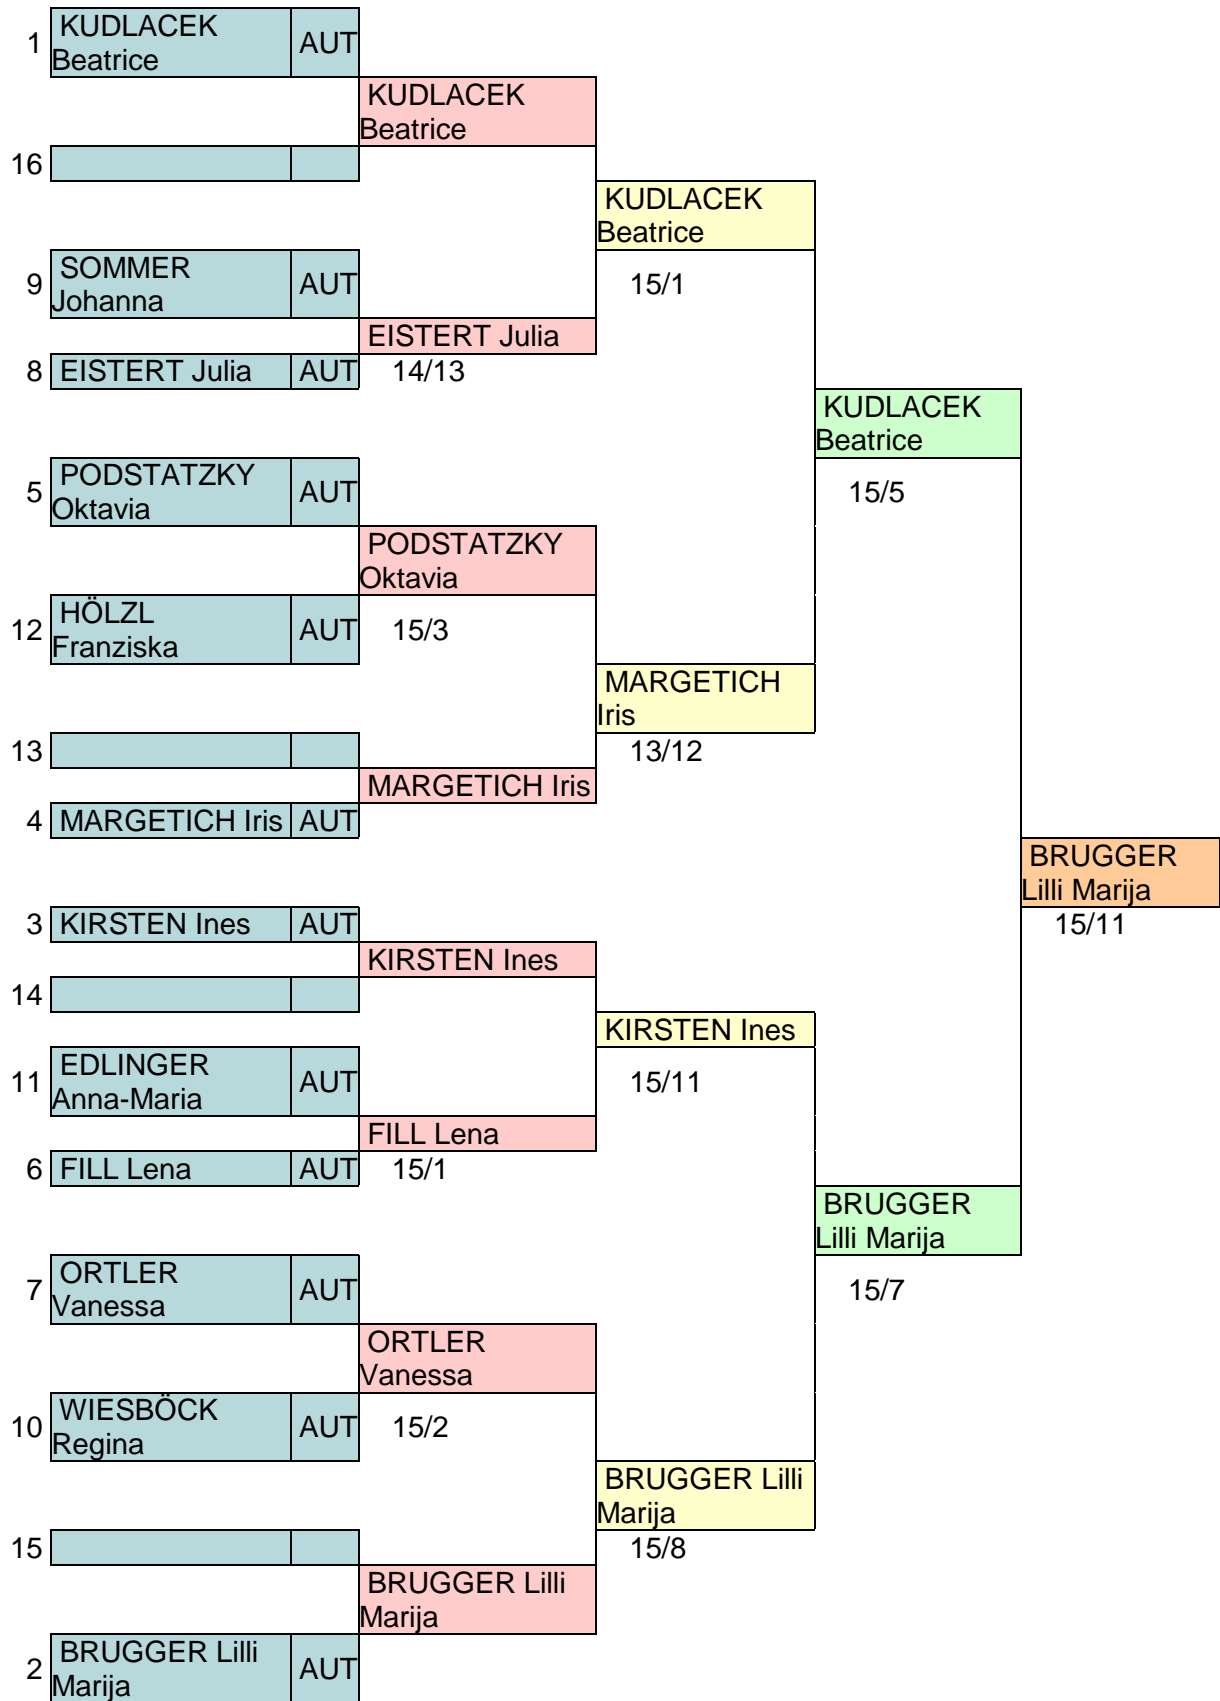 1 KUDLACEK
Beatrice AUT
KUDLACEK
Beatrice
16
KUDLACEK
Beatrice
9 SOMMER
Johanna AUT
15/1
EISTERT Julia
8 EISTERT Julia AUT 14/13
KUDLACEK
Beatrice
5 PODSTATZKY
Oktavia AUT
15/5
PODSTATZKY
Oktavia
12 HÖLZL
Franziska AUT 15/3
MARGETICH
Iris
13
13/12
MARGETICH Iris
4 MARGETICH Iris AUT
BRUGGER
Lilli Marija
3 KIRSTEN Ines AUT
15/11
KIRSTEN Ines
14
KIRSTEN Ines
11 EDLINGER
Anna-Maria AUT
15/11
FILL Lena
6 FILL Lena AUT 15/1
BRUGGER
Lilli Marija
7 ORTLER
Vanessa AUT
15/7
ORTLER
Vanessa
10 WIESBÖCK
Regina AUT 15/2
BRUGGER Lilli
Marija
15
15/8
BRUGGER Lilli
Marija
2 BRUGGER Lilli
Marija AUT